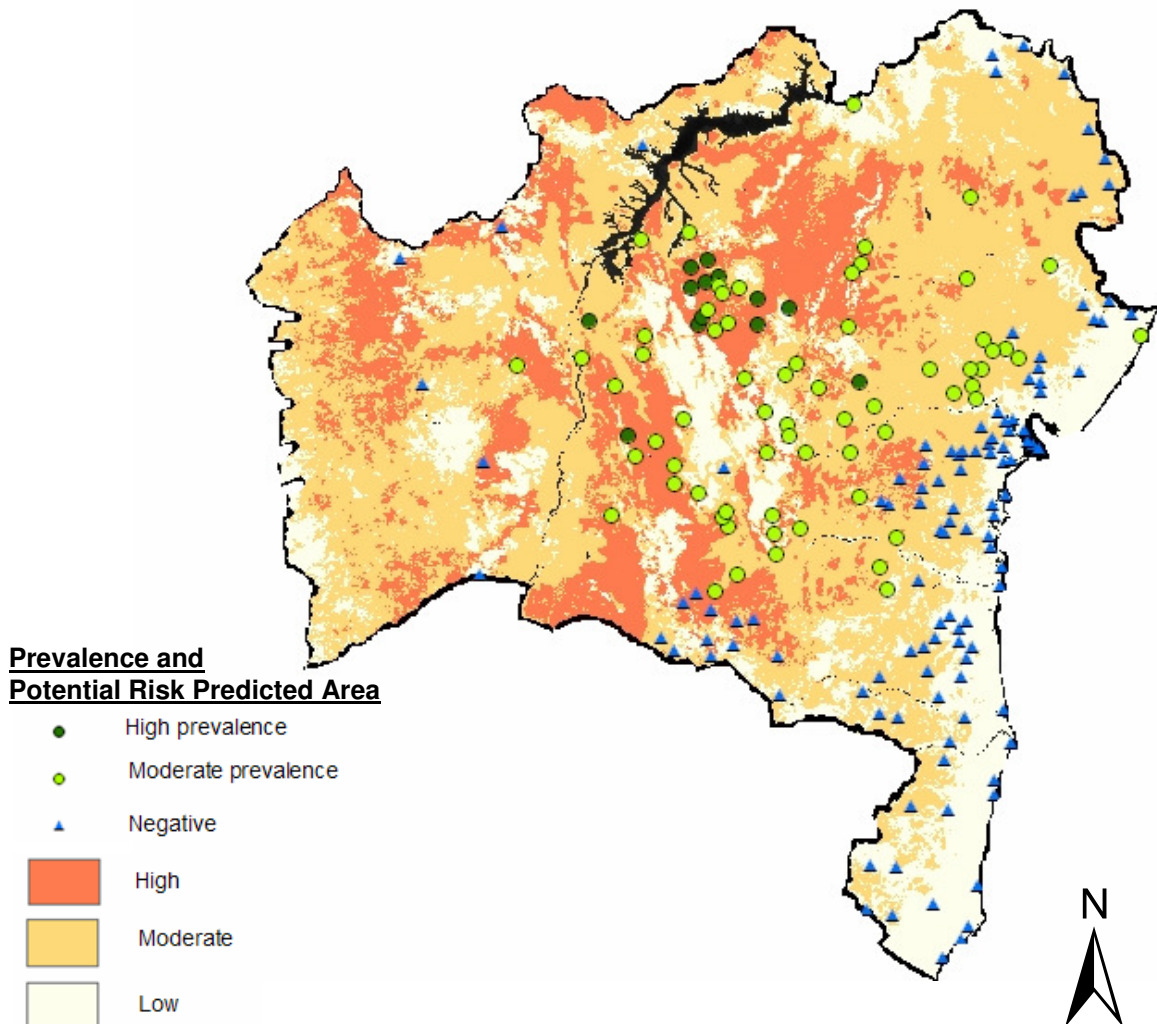 Prevalence and
Potential Risk Predicted Area
High prevalence
Moderate prevalence
Negative
High
Moderate
Low
N